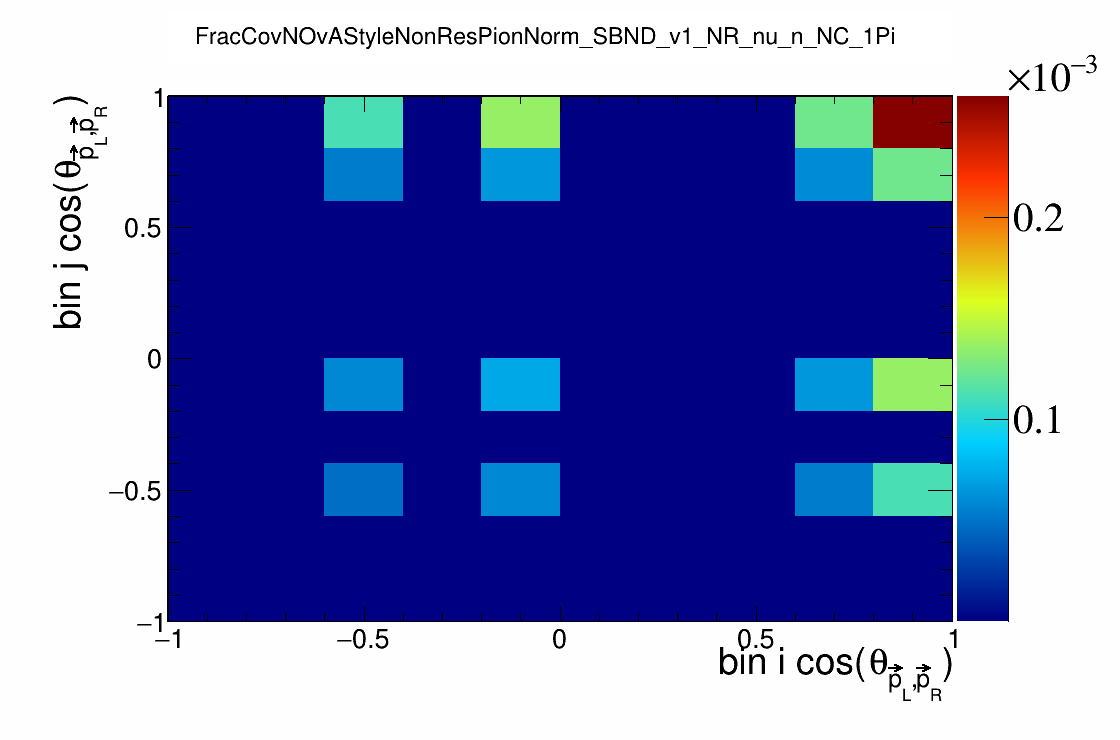 FracCovNOvAStyleNonResPionNorm_SBND_v1_NR_nu_n_NC_1Pi
×10⁻³
bin j cos(θ_{p⃗_L,p⃗_R})
1
0.5
0
−0.5
−1
0.2
0.1
−1 −0.5 0 0.5 1
bin i cos(θ_{p⃗_L,p⃗_R})